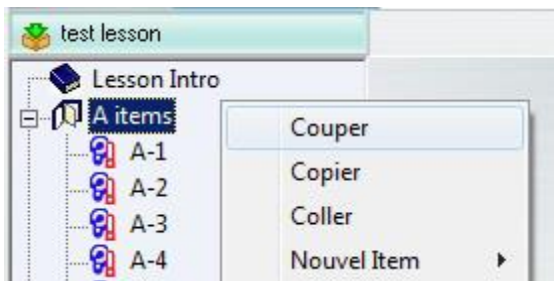 test lesson
Lesson Intro
A items
A-1
A-2
A-3
A-4
Couper
Copier
Coller
Nouvel Item